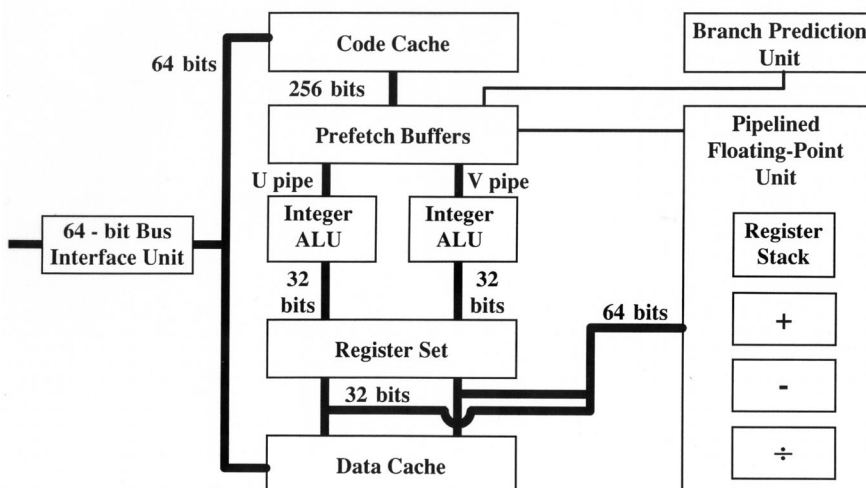 Code Cache
Branch Prediction
Unit
64 bits
256 bits
Prefetch Buffers
Pipelined
Floating-Point
Unit
U pipe
V pipe
Integer
ALU
Integer
ALU
64 - bit Bus
Interface Unit
Register
Stack
32
bits
32
bits
64 bits
+
Register Set
-
32 bits
÷
Data Cache